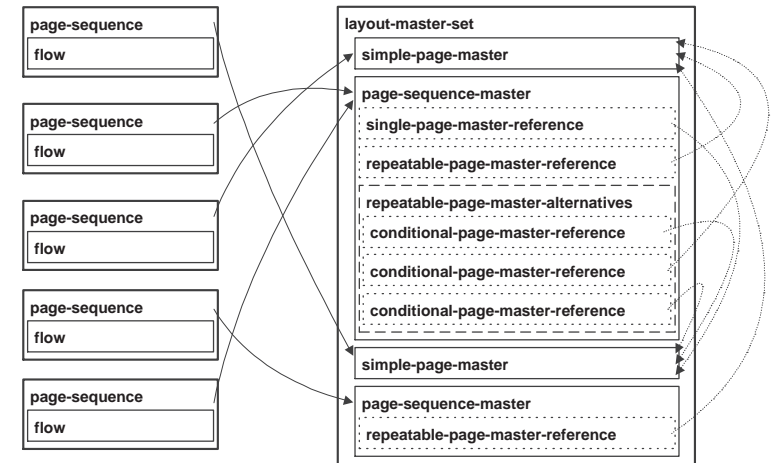 page-sequence
flow
page-sequence
flow
page-sequence
flow
page-sequence
flow
page-sequence
flow
layout-master-set
simple-page-master
page-sequence-master
single-page-master-reference
repeatable-page-master-reference
repeatable-page-master-alternatives
conditional-page-master-reference
conditional-page-master-reference
conditional-page-master-reference
simple-page-master
page-sequence-master
repeatable-page-master-reference